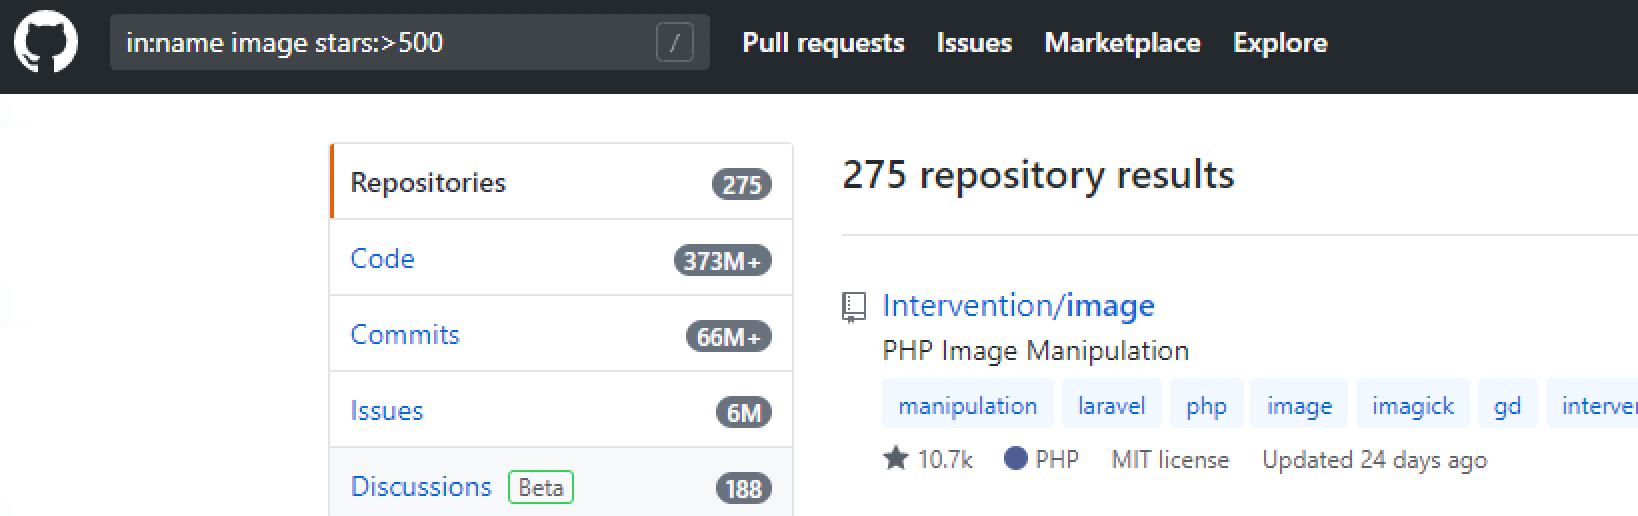 in:name image stars:>500 / Pull requests Issues Marketplace Explore
Repositories 275
Code 373M+
Commits 66M+
Issues 6M
Discussions Beta 188
275 repository results
Intervention/image
PHP Image Manipulation
manipulation laravel php image imagick gd interver
10.7k PHP MIT license Updated 24 days ago